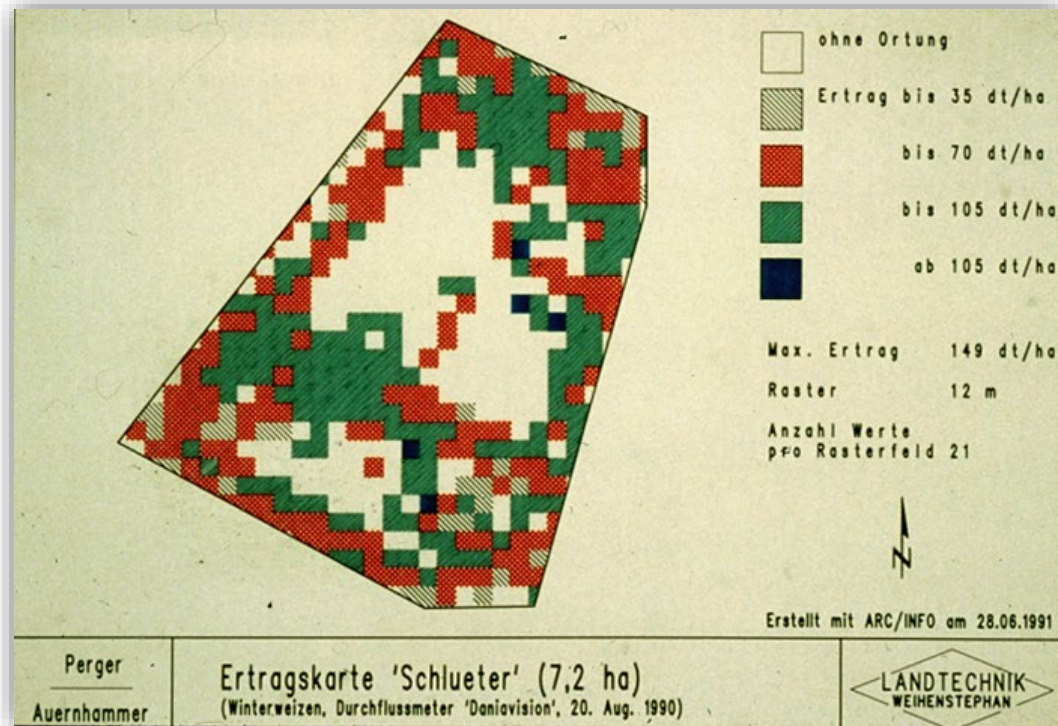 ohne Ortung
Ertrag bis 35 dt/ha
bis 70 dt/ha
bis 105 dt/ha
ab 105 dt/ha
Max. Ertrag 149 dt/ha
Raster 12 m
Anzahl Werte
pro Rasterfeld 21
N
Erstellt mit ARC/INFO am 28.06.1991
Perger
Auernhammer
Ertragskarte 'Schlueter' (7,2 ha)
(Winterweizen, Durchflussmeter 'Daniavision', 20. Aug. 1990)
LANDTECHNIK
WEIHENSTEPHAN